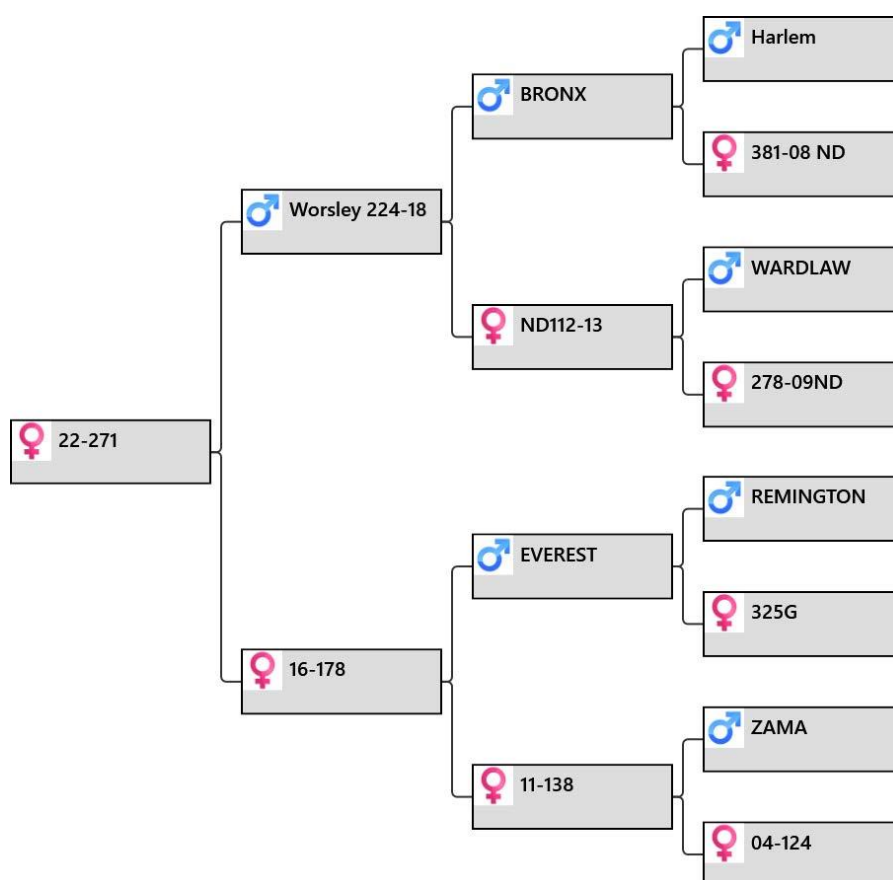 Harlem
BRONX
381-08 ND
Worsley 224-18
WARDLAW
ND112-13
278-09ND
22-271
REMINGTON
EVEREST
325G
16-178
ZAMA
11-138
04-124